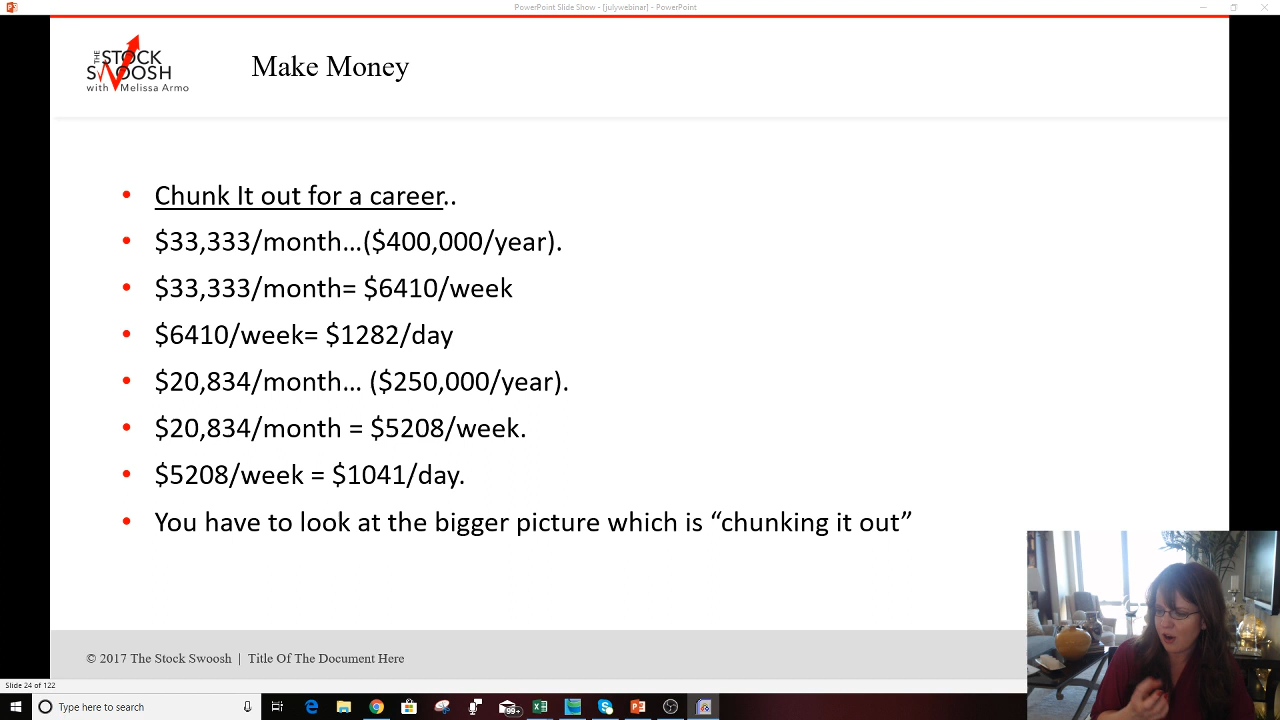 PowerPoint Slide Show - [julywebinar] - PowerPoint
THE
STOCK
SWOOSH
with Melissa Armo
Make Money
• Chunk It out for a career..
• $33,333/month...($400,000/year).
• $33,333/month= $6410/week
• $6410/week= $1282/day
• $20,834/month... ($250,000/year).
• $20,834/month = $5208/week.
• $5208/week = $1041/day.
• You have to look at the bigger picture which is “chunking it out”
© 2017 The Stock Swoosh | Title Of The Document Here
Slide 24 of 122
Type here to search
99+